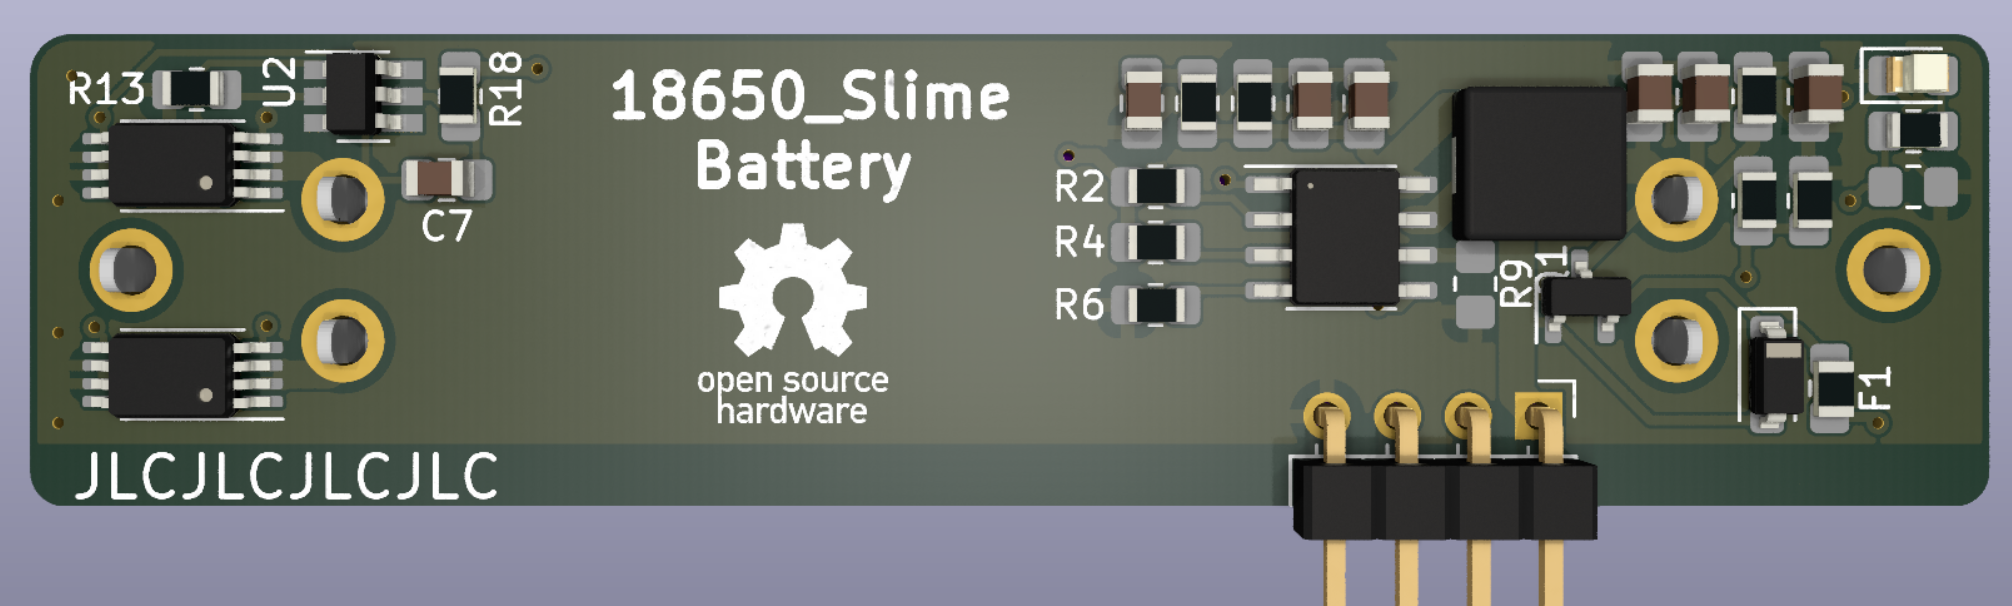 R13
U2
R18
C7
18650_Slime
Battery
open source
hardware
R2
R4
R6
R9
F1
JLCJLCJLCJLC